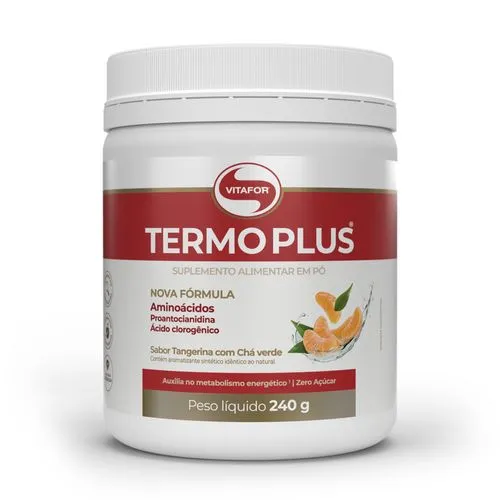 VITAFOR
TERMO PLUS®
SUPLEMENTO ALIMENTAR EM PÓ
NOVA FÓRMULA
Aminoácidos
Proantocianidina
Ácido clorogênico
Sabor Tangerina com Chá verde
Contém aromatizante sintético idêntico ao natural
Auxilia no metabolismo energético¹ | Zero Açúcar
Peso líquido 240 g